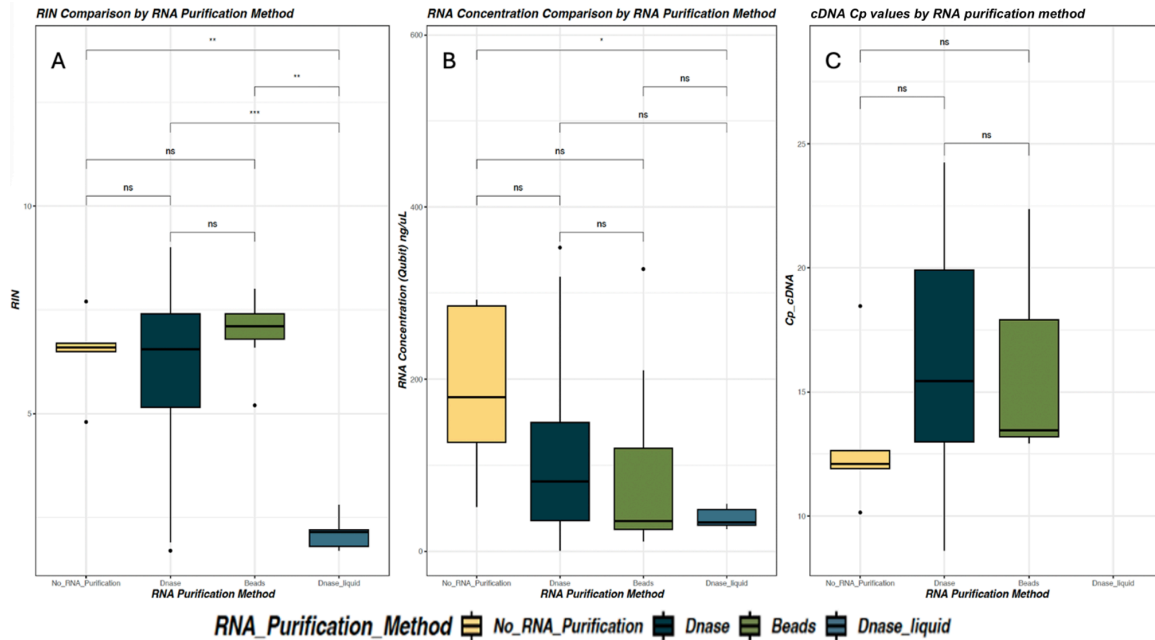 RIN Comparison by RNA Purification Method
A
**
**
***
ns
ns
ns
10
5
RIN
No_RNA_Purification Dnase Beads Dnase_liquid
RNA Purification Method
RNA Concentration Comparison by RNA Purification Method
B
600
*
ns
ns
ns
ns
ns
400
200
0
RNA Concentration (Qubit) ng/uL
No_RNA_Purification Dnase Beads Dnase_liquid
RNA Purification Method
cDNA Cp values by RNA purification method
C
ns
ns
ns
25
20
15
10
Cp_cDNA
No_RNA_Purification Dnase Beads Dnase_liquid
RNA Purification Method
RNA_Purification_Method No_RNA_Purification Dnase Beads Dnase_liquid